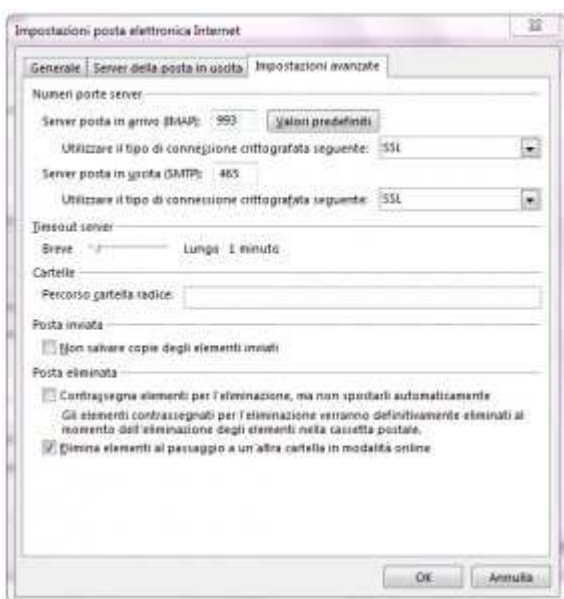 Impostazioni posta elettronica Internet
Generale Server della posta in uscita Impostazioni avanzate
Numeri porte server
Server posta in arrivo (IMAP): 993 Valori predefiniti
Utilizzare il tipo di connessione crittografata seguente: SSL
Server posta in uscita (SMTP): 465
Utilizzare il tipo di connessione crittografata seguente: SSL
Timeout server
Breve Lungo 1 minuto
Cartelle
Percorso cartella radice:
Posta inviata
Non salvare copie degli elementi inviati
Posta eliminata
Contrassegna elementi per l'eliminazione, ma non spostarli automaticamente
Gli elementi contrassegnati per l'eliminazione verranno definitivamente eliminati al
momento dell'eliminazione degli elementi nella cassetta postale.
Elimina elementi al passaggio a un'altra cartella in modalità online
OK Annulla